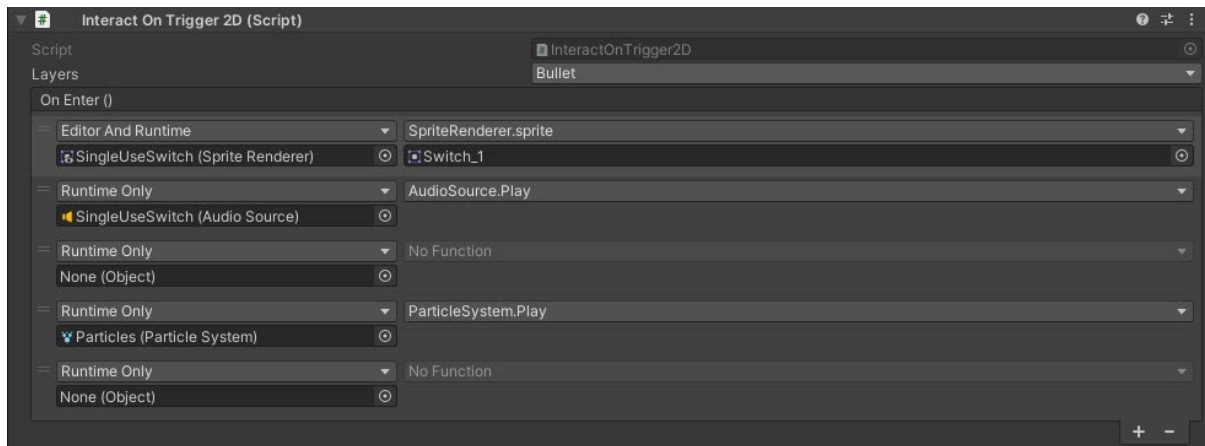 Interact On Trigger 2D (Script)
Script InteractOnTrigger2D
Layers Bullet
On Enter ()
Editor And Runtime SpriteRenderer.sprite
SingleUseSwitch (Sprite Renderer) Switch_1
Runtime Only AudioSource.Play
SingleUseSwitch (Audio Source)
Runtime Only No Function
None (Object)
Runtime Only ParticleSystem.Play
Particles (Particle System)
Runtime Only No Function
None (Object)